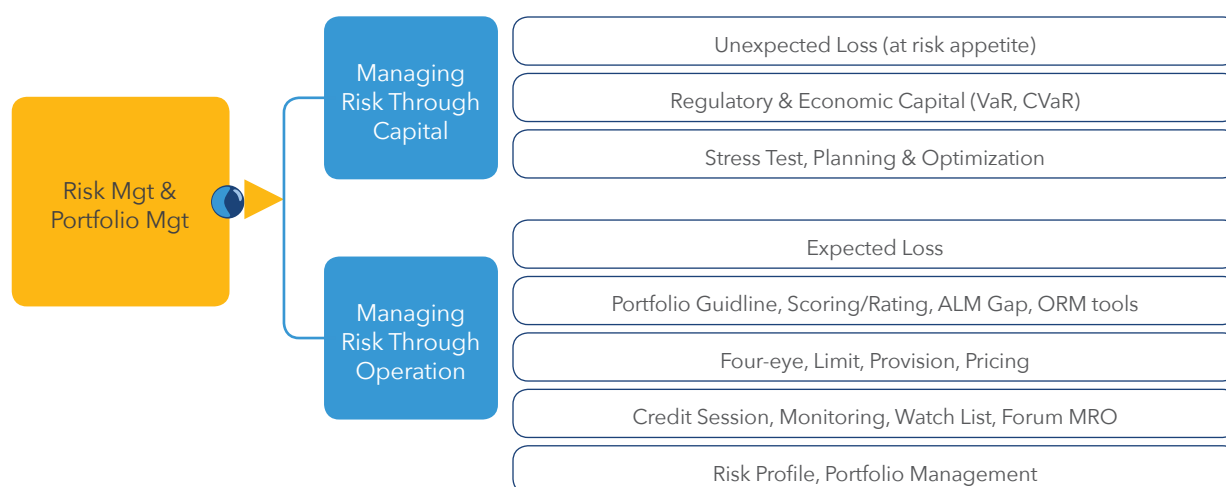 Risk Mgt &
Portfolio Mgt
Managing
Risk Through
Capital
Unexpected Loss (at risk appetite)
Regulatory & Economic Capital (VaR, CVaR)
Stress Test, Planning & Optimization
Managing
Risk Through
Operation
Expected Loss
Portfolio Guidline, Scoring/Rating, ALM Gap, ORM tools
Four-eye, Limit, Provision, Pricing
Credit Session, Monitoring, Watch List, Forum MRO
Risk Profile, Portfolio Management